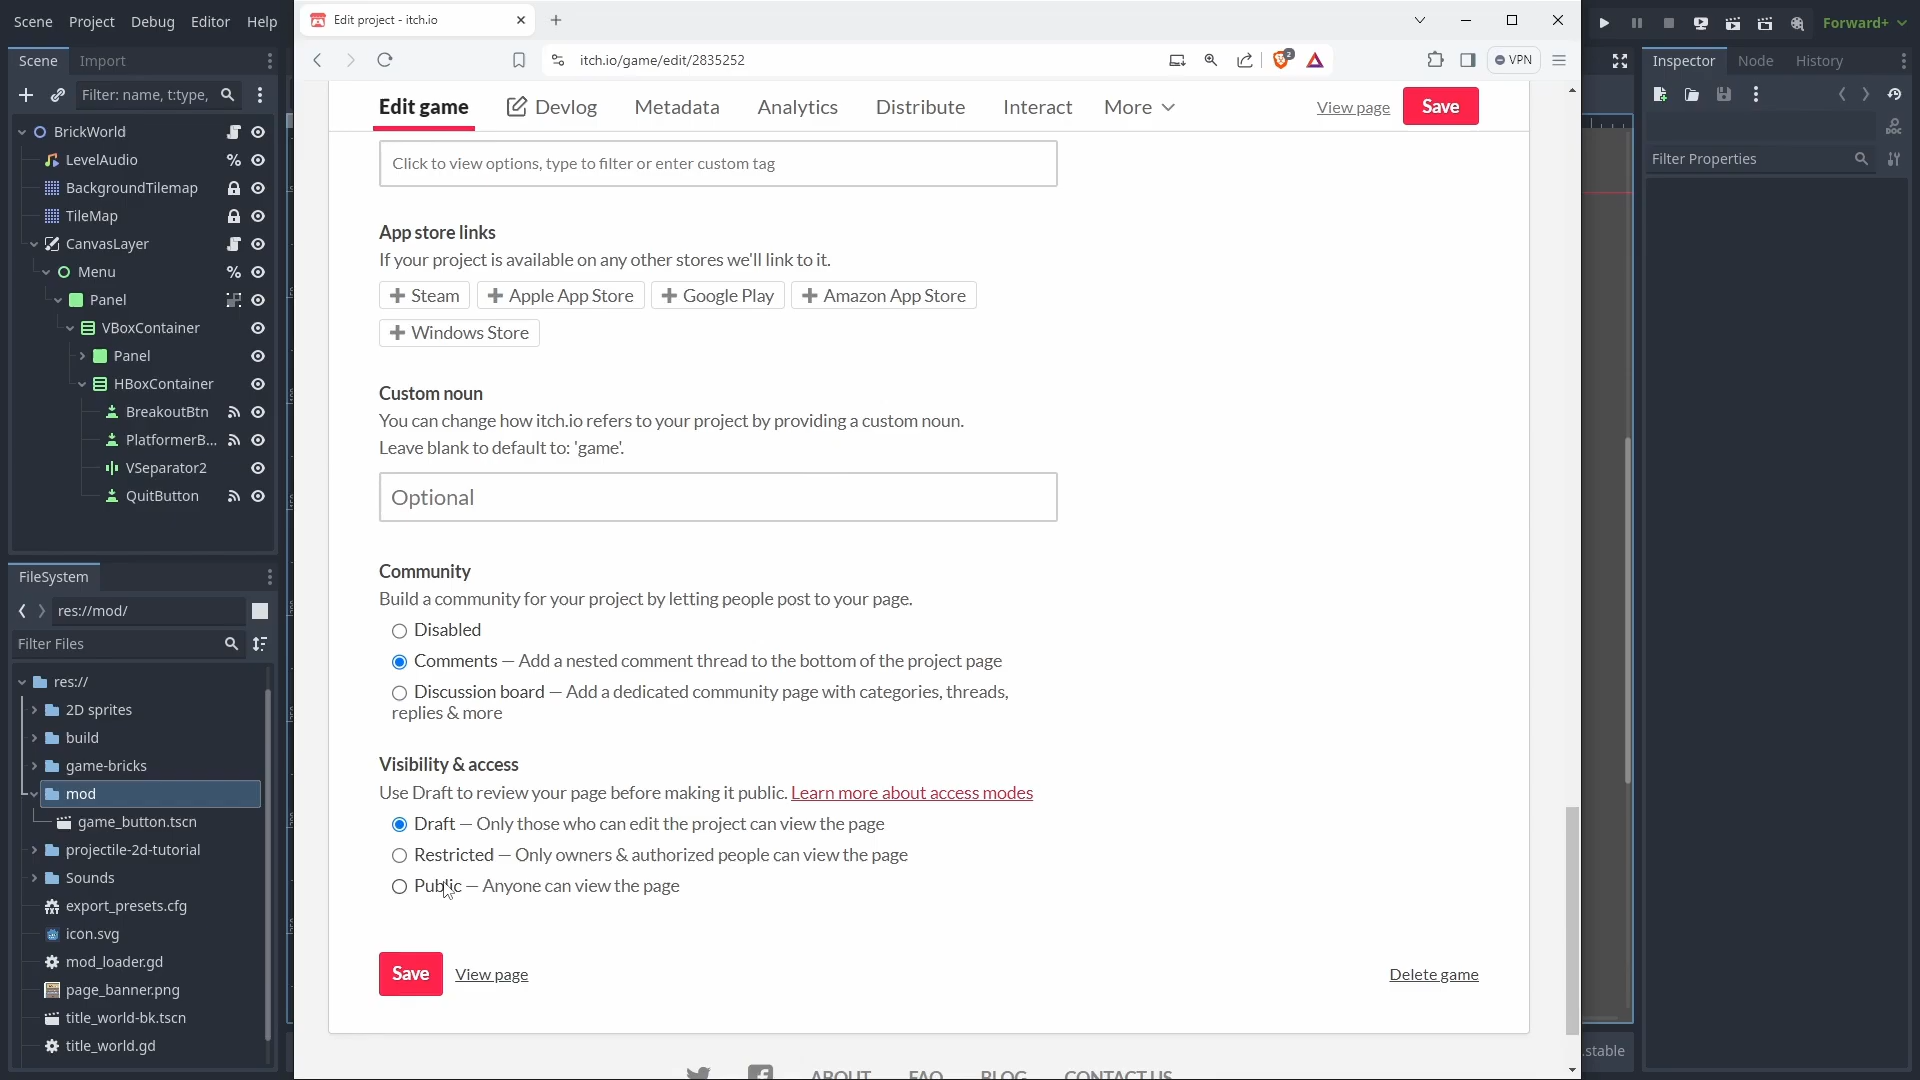 Scene Project Debug Editor Help
Edit project - itch.io
Forward+
Scene Import
itch.io/game/edit/2835252
VPN
Inspector Node History
Filter: name, t:type,
Edit game Devlog Metadata Analytics Distribute Interact More View page Save
BrickWorld
LevelAudio
BackgroundTilemap
TileMap
CanvasLayer
Menu
Panel
VBoxContainer
Panel
HBoxContainer
BreakoutBtn
PlatformerB...
VSeparator2
QuitButton
Filter Properties
DOC
Click to view options, type to filter or enter custom tag
App store links
If your project is available on any other stores we'll link to it.
Steam Apple App Store Google Play Amazon App Store
Windows Store
Custom noun
You can change how itch.io refers to your project by providing a custom noun.
Leave blank to default to: 'game'.
Optional
Community
Build a community for your project by letting people post to your page.
Disabled
Comments — Add a nested comment thread to the bottom of the project page
Discussion board — Add a dedicated community page with categories, threads,
replies & more
Visibility & access
Use Draft to review your page before making it public. Learn more about access modes
Draft — Only those who can edit the project can view the page
Restricted — Only owners & authorized people can view the page
Public — Anyone can view the page
Save View page Delete game
ABOUT FAQ BLOG CONTACT US
FileSystem
res://mod/
Filter Files
res://
2D sprites
build
game-bricks
mod
game_button.tscn
projectile-2d-tutorial
Sounds
export_presets.cfg
icon.svg
mod_loader.gd
page_banner.png
title_world-bk.tscn
title_world.gd
.stable